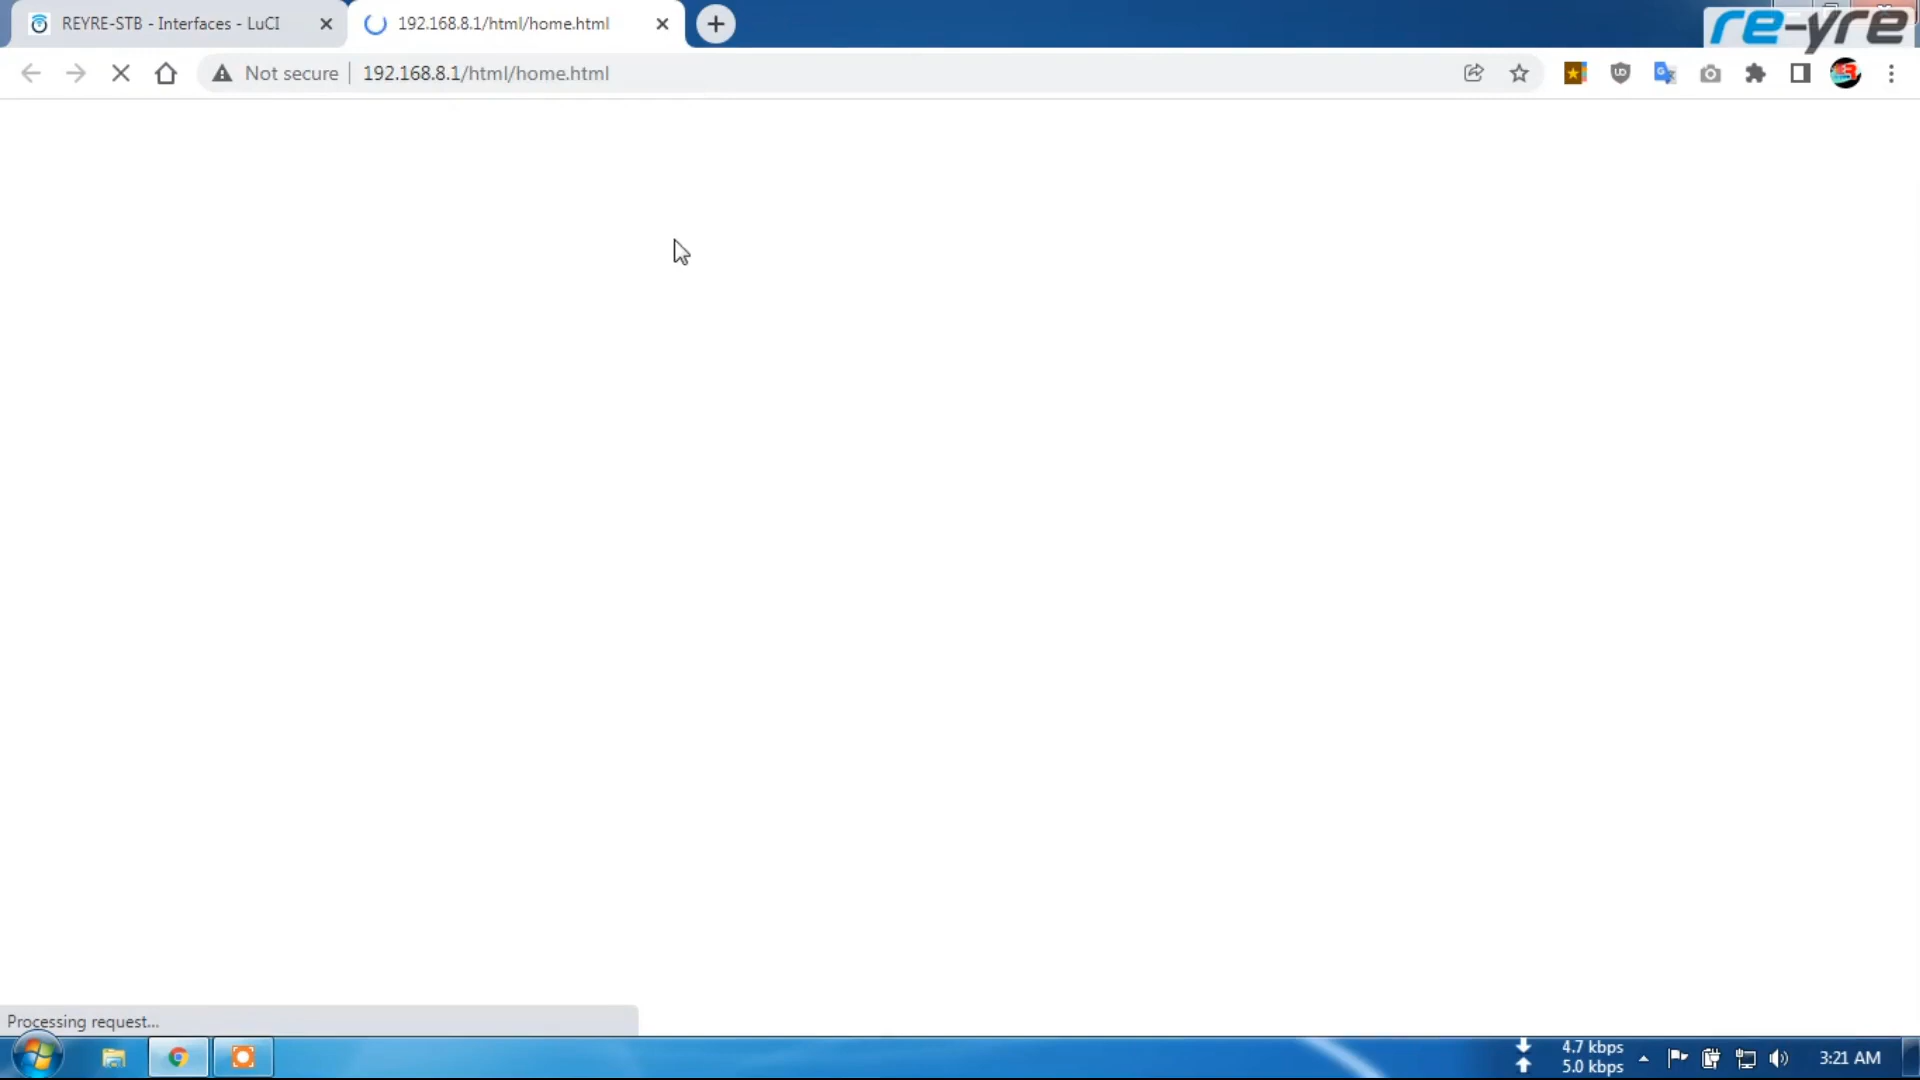 REYRE-STB - Interfaces - LuCI
192.168.8.1/html/home.html
re-yre
Not secure
192.168.8.1/html/home.html
Processing request...
4.7 kbps
5.0 kbps
3:21 AM